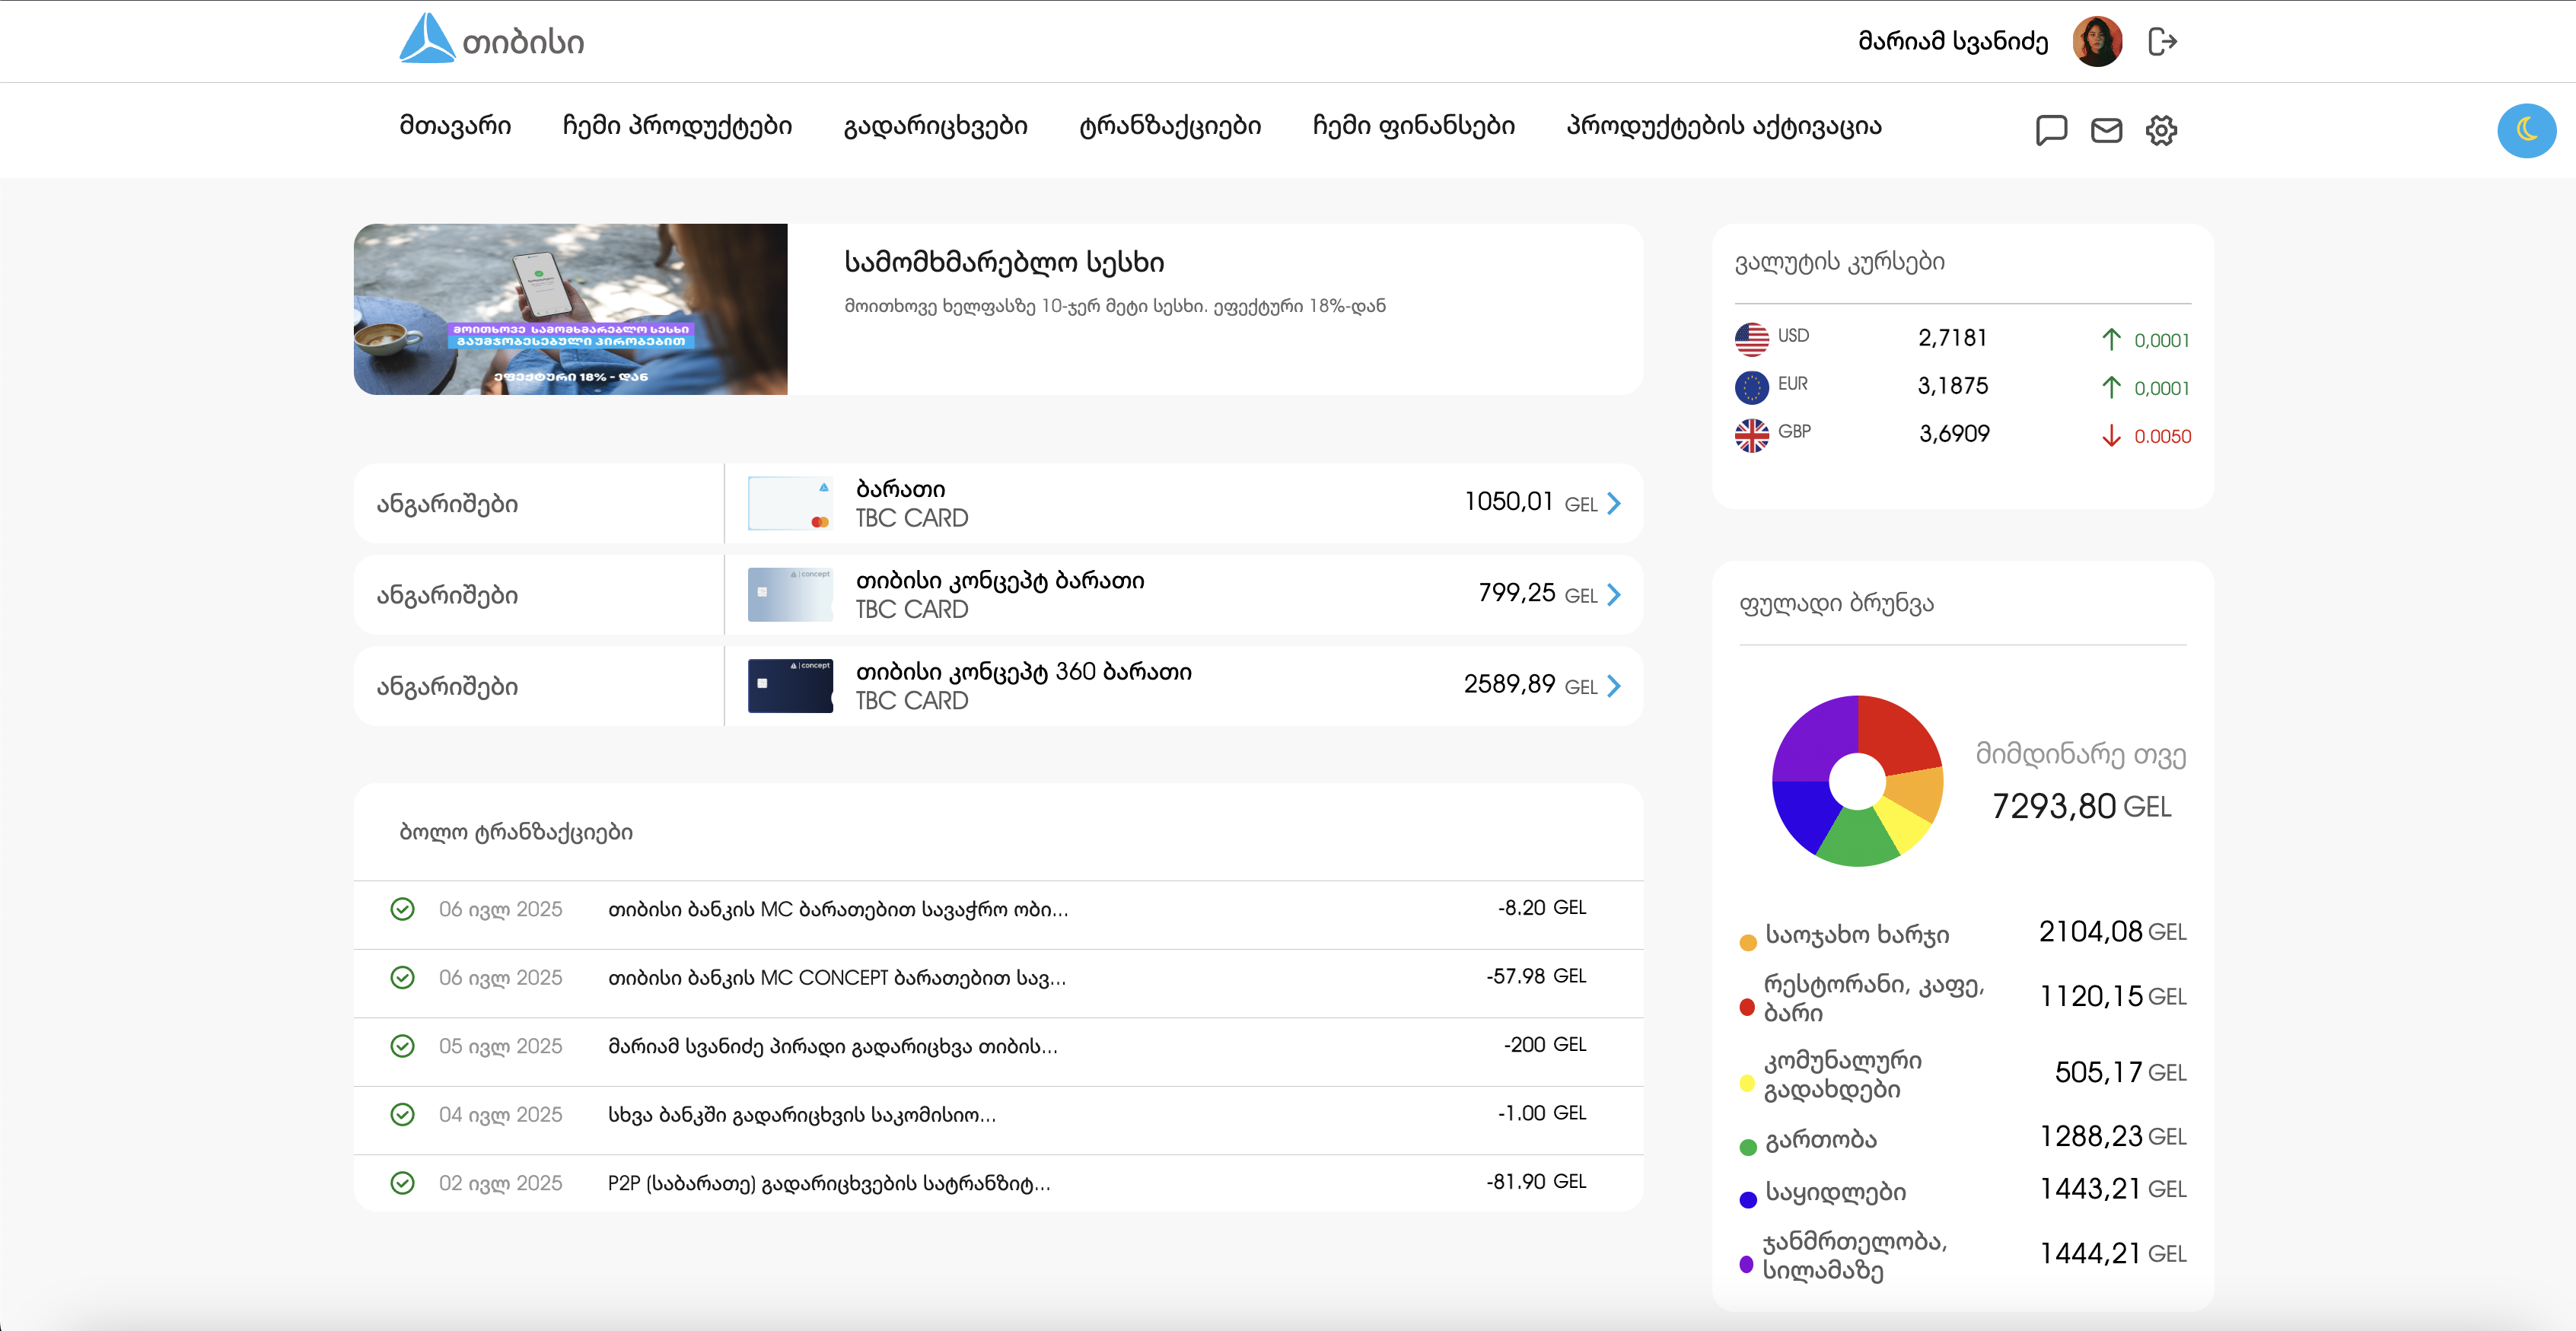 თიბისი
მარიამ სვანიძე
მთავარი ჩემი პროდუქტები გადარიცხვები ტრანზაქციები ჩემი ფინანსები პროდუქტების აქტივაცია
მოითხოვე სამომხმარებლო სესხი
გაუმჯობესებული პირობებით
ეფექტური 18% - დან
სამომხმარებლო სესხი
მოითხოვე ხელფასზე 10-ჯერ მეტი სესხი. ეფექტური 18%-დან
ანგარიშები
ბარათი
TBC CARD
1050,01 GEL
ანგარიშები
concept
თიბისი კონცეპტ ბარათი
TBC CARD
799,25 GEL
ანგარიშები
concept
თიბისი კონცეპტ 360 ბარათი
TBC CARD
2589,89 GEL
ბოლო ტრანზაქციები
06 ივლ 2025 თიბისი ბანკის MC ბარათებით სავაჭრო ობი... -8.20 GEL
06 ივლ 2025 თიბისი ბანკის MC CONCEPT ბარათებით სავ... -57.98 GEL
05 ივლ 2025 მარიამ სვანიძე პირადი გადარიცხვა თიბის... -200 GEL
04 ივლ 2025 სხვა ბანკში გადარიცხვის საკომისიო... -1.00 GEL
02 ივლ 2025 P2P (საბარათე) გადარიცხვების სატრანზიტ... -81.90 GEL
ვალუტის კურსები
USD 2,7181 0,0001
EUR 3,1875 0,0001
GBP 3,6909 0.0050
ფულადი ბრუნვა
მიმდინარე თვე
7293,80 GEL
საოჯახო ხარჯი 2104,08 GEL
რესტორანი, კაფე,
ბარი
1120,15 GEL
კომუნალური
გადახდები
505,17 GEL
გართობა 1288,23 GEL
საყიდლები 1443,21 GEL
ჯანმრთელობა,
სილამაზე
1444,21 GEL